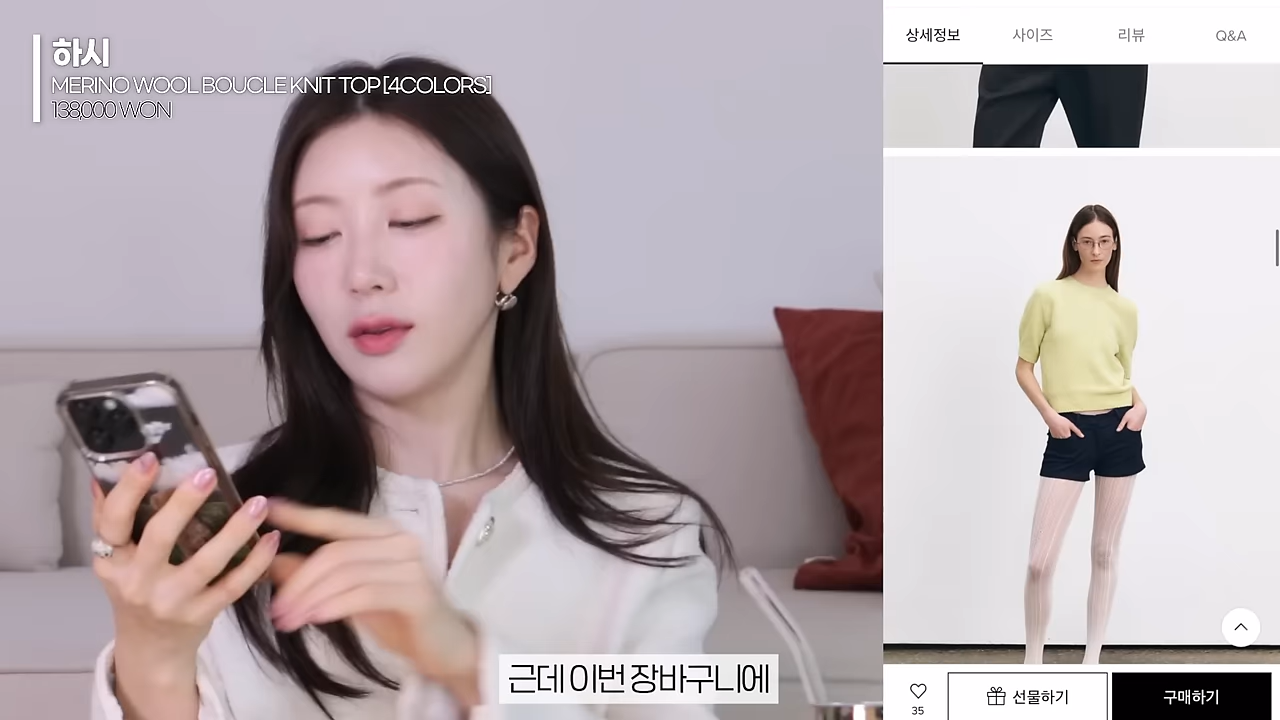 하시
MERINO WOOL BOUCLE KNIT TOP [4COLORS]
138,000 WON
근데 이번 장바구니에
상세정보
사이즈
리뷰
Q&A
35
선물하기
구매하기